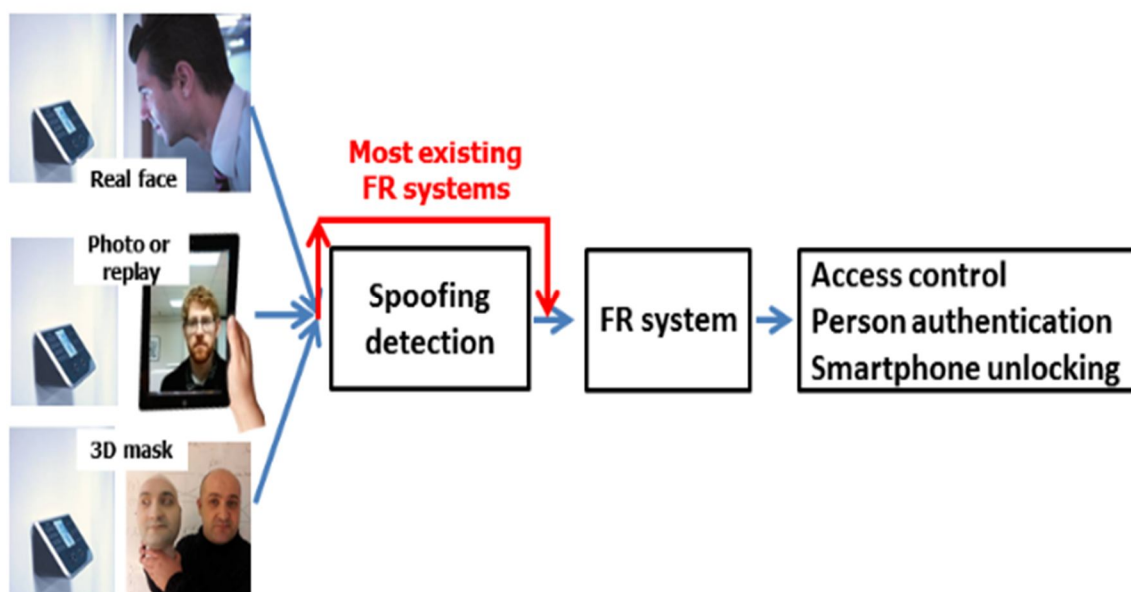 Real face
Photo or
replay
3D mask
Most existing
FR systems
Spoofing
detection
FR system
Access control
Person authentication
Smartphone unlocking